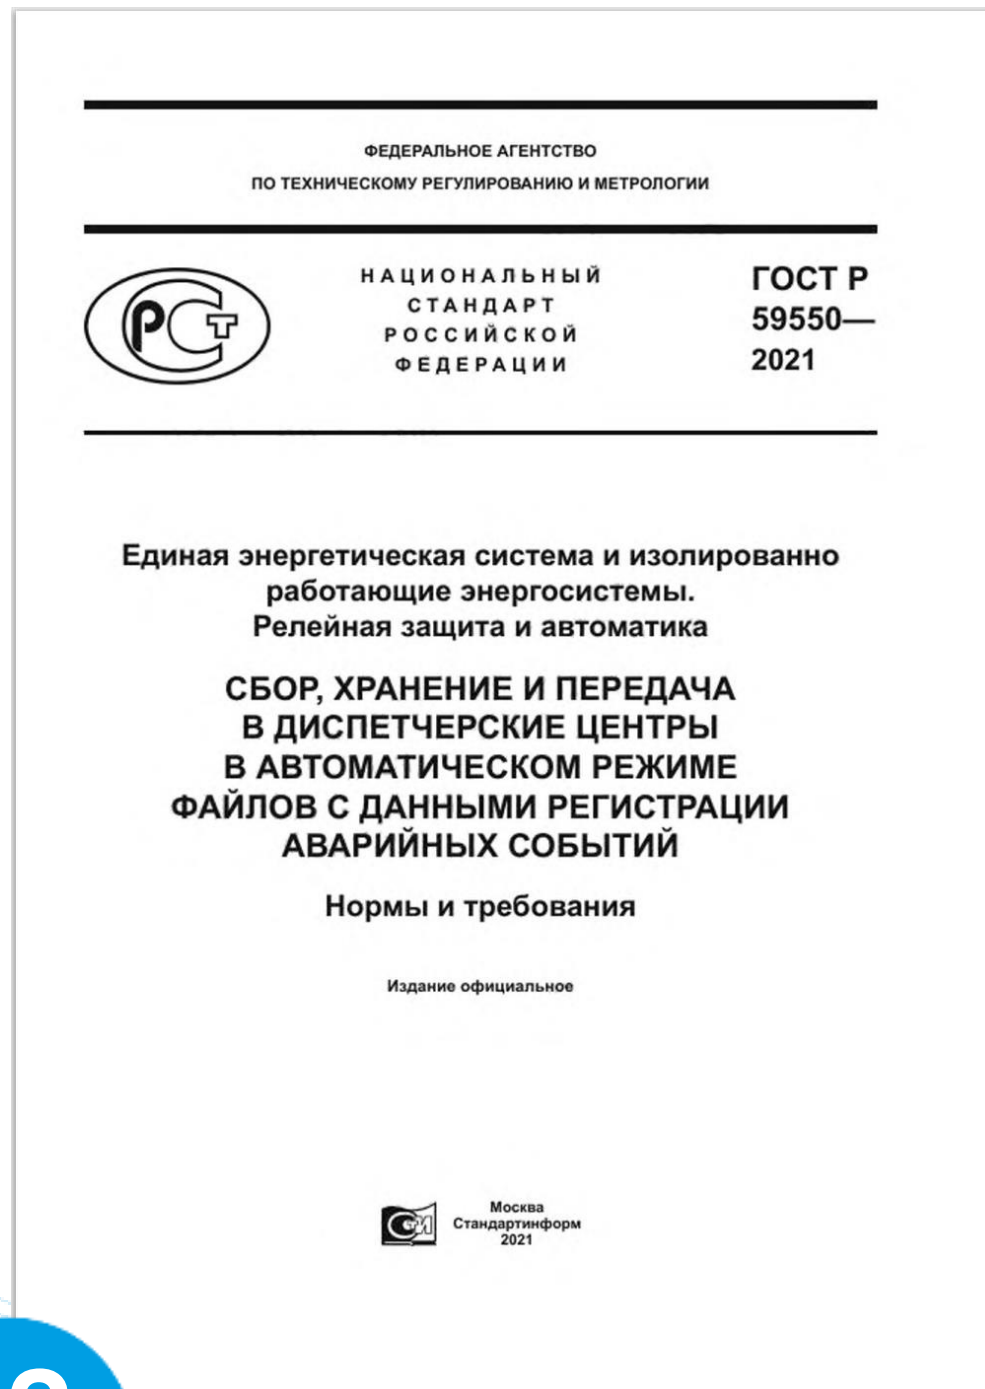 ФЕДЕРАЛЬНОЕ АГЕНТСТВО
ПО ТЕХНИЧЕСКОМУ РЕГУЛИРОВАНИЮ И МЕТРОЛОГИИ
РСТ
НАЦИОНАЛЬНЫЙ
СТАНДАРТ
РОССИЙСКОЙ
ФЕДЕРАЦИИ
ГОСТ Р
59550—
2021
Единая энергетическая система и изолированно
работающие энергосистемы.
Релейная защита и автоматика
СБОР, ХРАНЕНИЕ И ПЕРЕДАЧА
В ДИСПЕТЧЕРСКИЕ ЦЕНТРЫ
В АВТОМАТИЧЕСКОМ РЕЖИМЕ
ФАЙЛОВ С ДАННЫМИ РЕГИСТРАЦИИ
АВАРИЙНЫХ СОБЫТИЙ
Нормы и требования
Издание официальное
Москва
Стандартинформ
2021